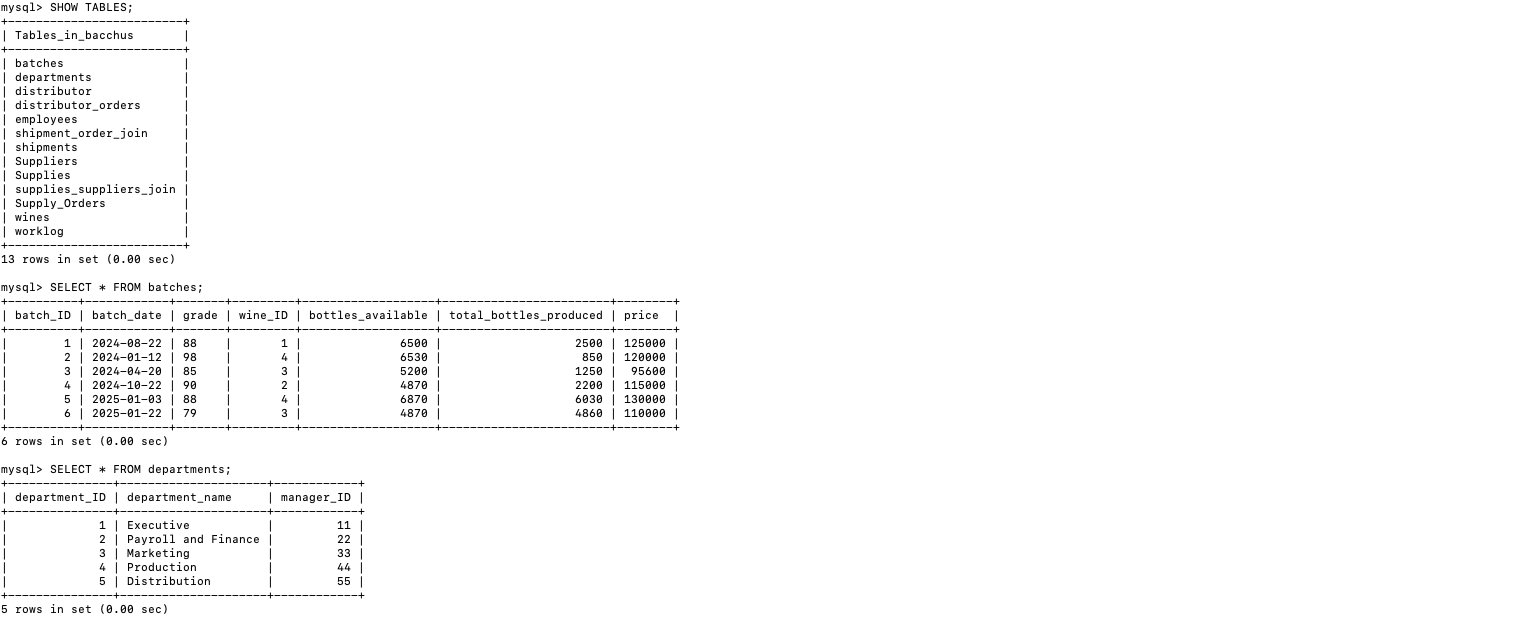 mysql> SHOW TABLES;
+-------------------------+
| Tables_in_bacchus       |
+-------------------------+
| batches                 |
| departments             |
| distributor             |
| distributor_orders      |
| employees               |
| shipment_order_join     |
| shipments               |
| Suppliers               |
| Supplies                |
| supplies_suppliers_join |
| Supply_Orders           |
| wines                   |
| worklog                 |
+-------------------------+
13 rows in set (0.00 sec)

mysql> SELECT * FROM batches;
+----------+------------+-------+---------+-------------------+------------------------+--------+
| batch_ID | batch_date | grade | wine_ID | bottles_available | total_bottles_produced | price  |
+----------+------------+-------+---------+-------------------+------------------------+--------+
|        1 | 2024-08-22 | 88    |       1 |              6500 |                   2500 | 125000 |
|        2 | 2024-01-12 | 98    |       4 |              6530 |                    850 | 120000 |
|        3 | 2024-04-20 | 85    |       3 |              5200 |                   1250 |  95600 |
|        4 | 2024-10-22 | 90    |       2 |              4870 |                   2200 | 115000 |
|        5 | 2025-01-03 | 88    |       4 |              6870 |                   6030 | 130000 |
|        6 | 2025-01-22 | 79    |       3 |              4870 |                   4860 | 110000 |
+----------+------------+-------+---------+-------------------+------------------------+--------+
6 rows in set (0.00 sec)

mysql> SELECT * FROM departments;
+---------------+---------------------+------------+
| department_ID | department_name     | manager_ID |
+---------------+---------------------+------------+
|             1 | Executive           |         11 |
|             2 | Payroll and Finance |         22 |
|             3 | Marketing           |         33 |
|             4 | Production          |         44 |
|             5 | Distribution        |         55 |
+---------------+---------------------+------------+
5 rows in set (0.00 sec)